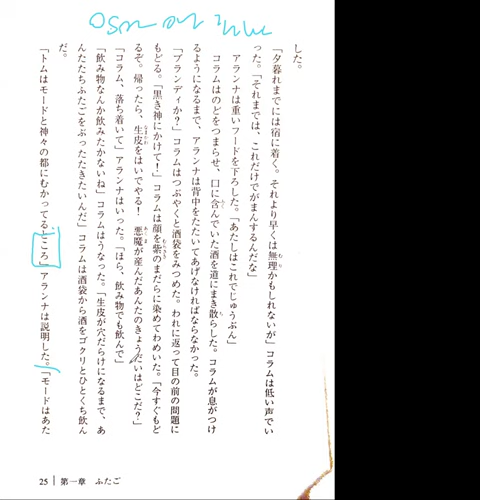 した。
「夕暮れまでには宿に着く。それより早くは無理かもしれないが」コラムは低い声でい
った。「それまでは、これだけでがまんするんだな」
アランナは重いフードを下ろした。「あたしはこれでじゅうぶん」
コラムはのどをつまらせ、口に含んでいた酒を道にまき散らした。コラムが息がつけ
るようになるまで、アランナは背中をたたいてあげなければならなかった。
「ブランディか？」コラムはつぶやくと酒袋をみつめた。われに返って目の前の問題に
もどる。「黒き神にかけて！」コラムは顔を紫のまだらに染めてわめいた。「今すぐもど
るぞ。帰ったら、生皮をはいでやる！　悪魔が産んだあんたのきょうだいはどこだ？」
「コラム、落ち着いて」アランナはいった。「ほら、飲み物でも飲んで」
「飲み物なんか飲みたかないね」コラムはうなった。「生皮が穴だらけになるまで、あ
んたたちふたごをぶったたきたいんだ」コラムは酒袋から酒をゴクリとひとくち飲ん
だ。
「トムはモードと神々の都にむかってるところ」アランナは説明した。「モードはあた
25 第一章 ふたご